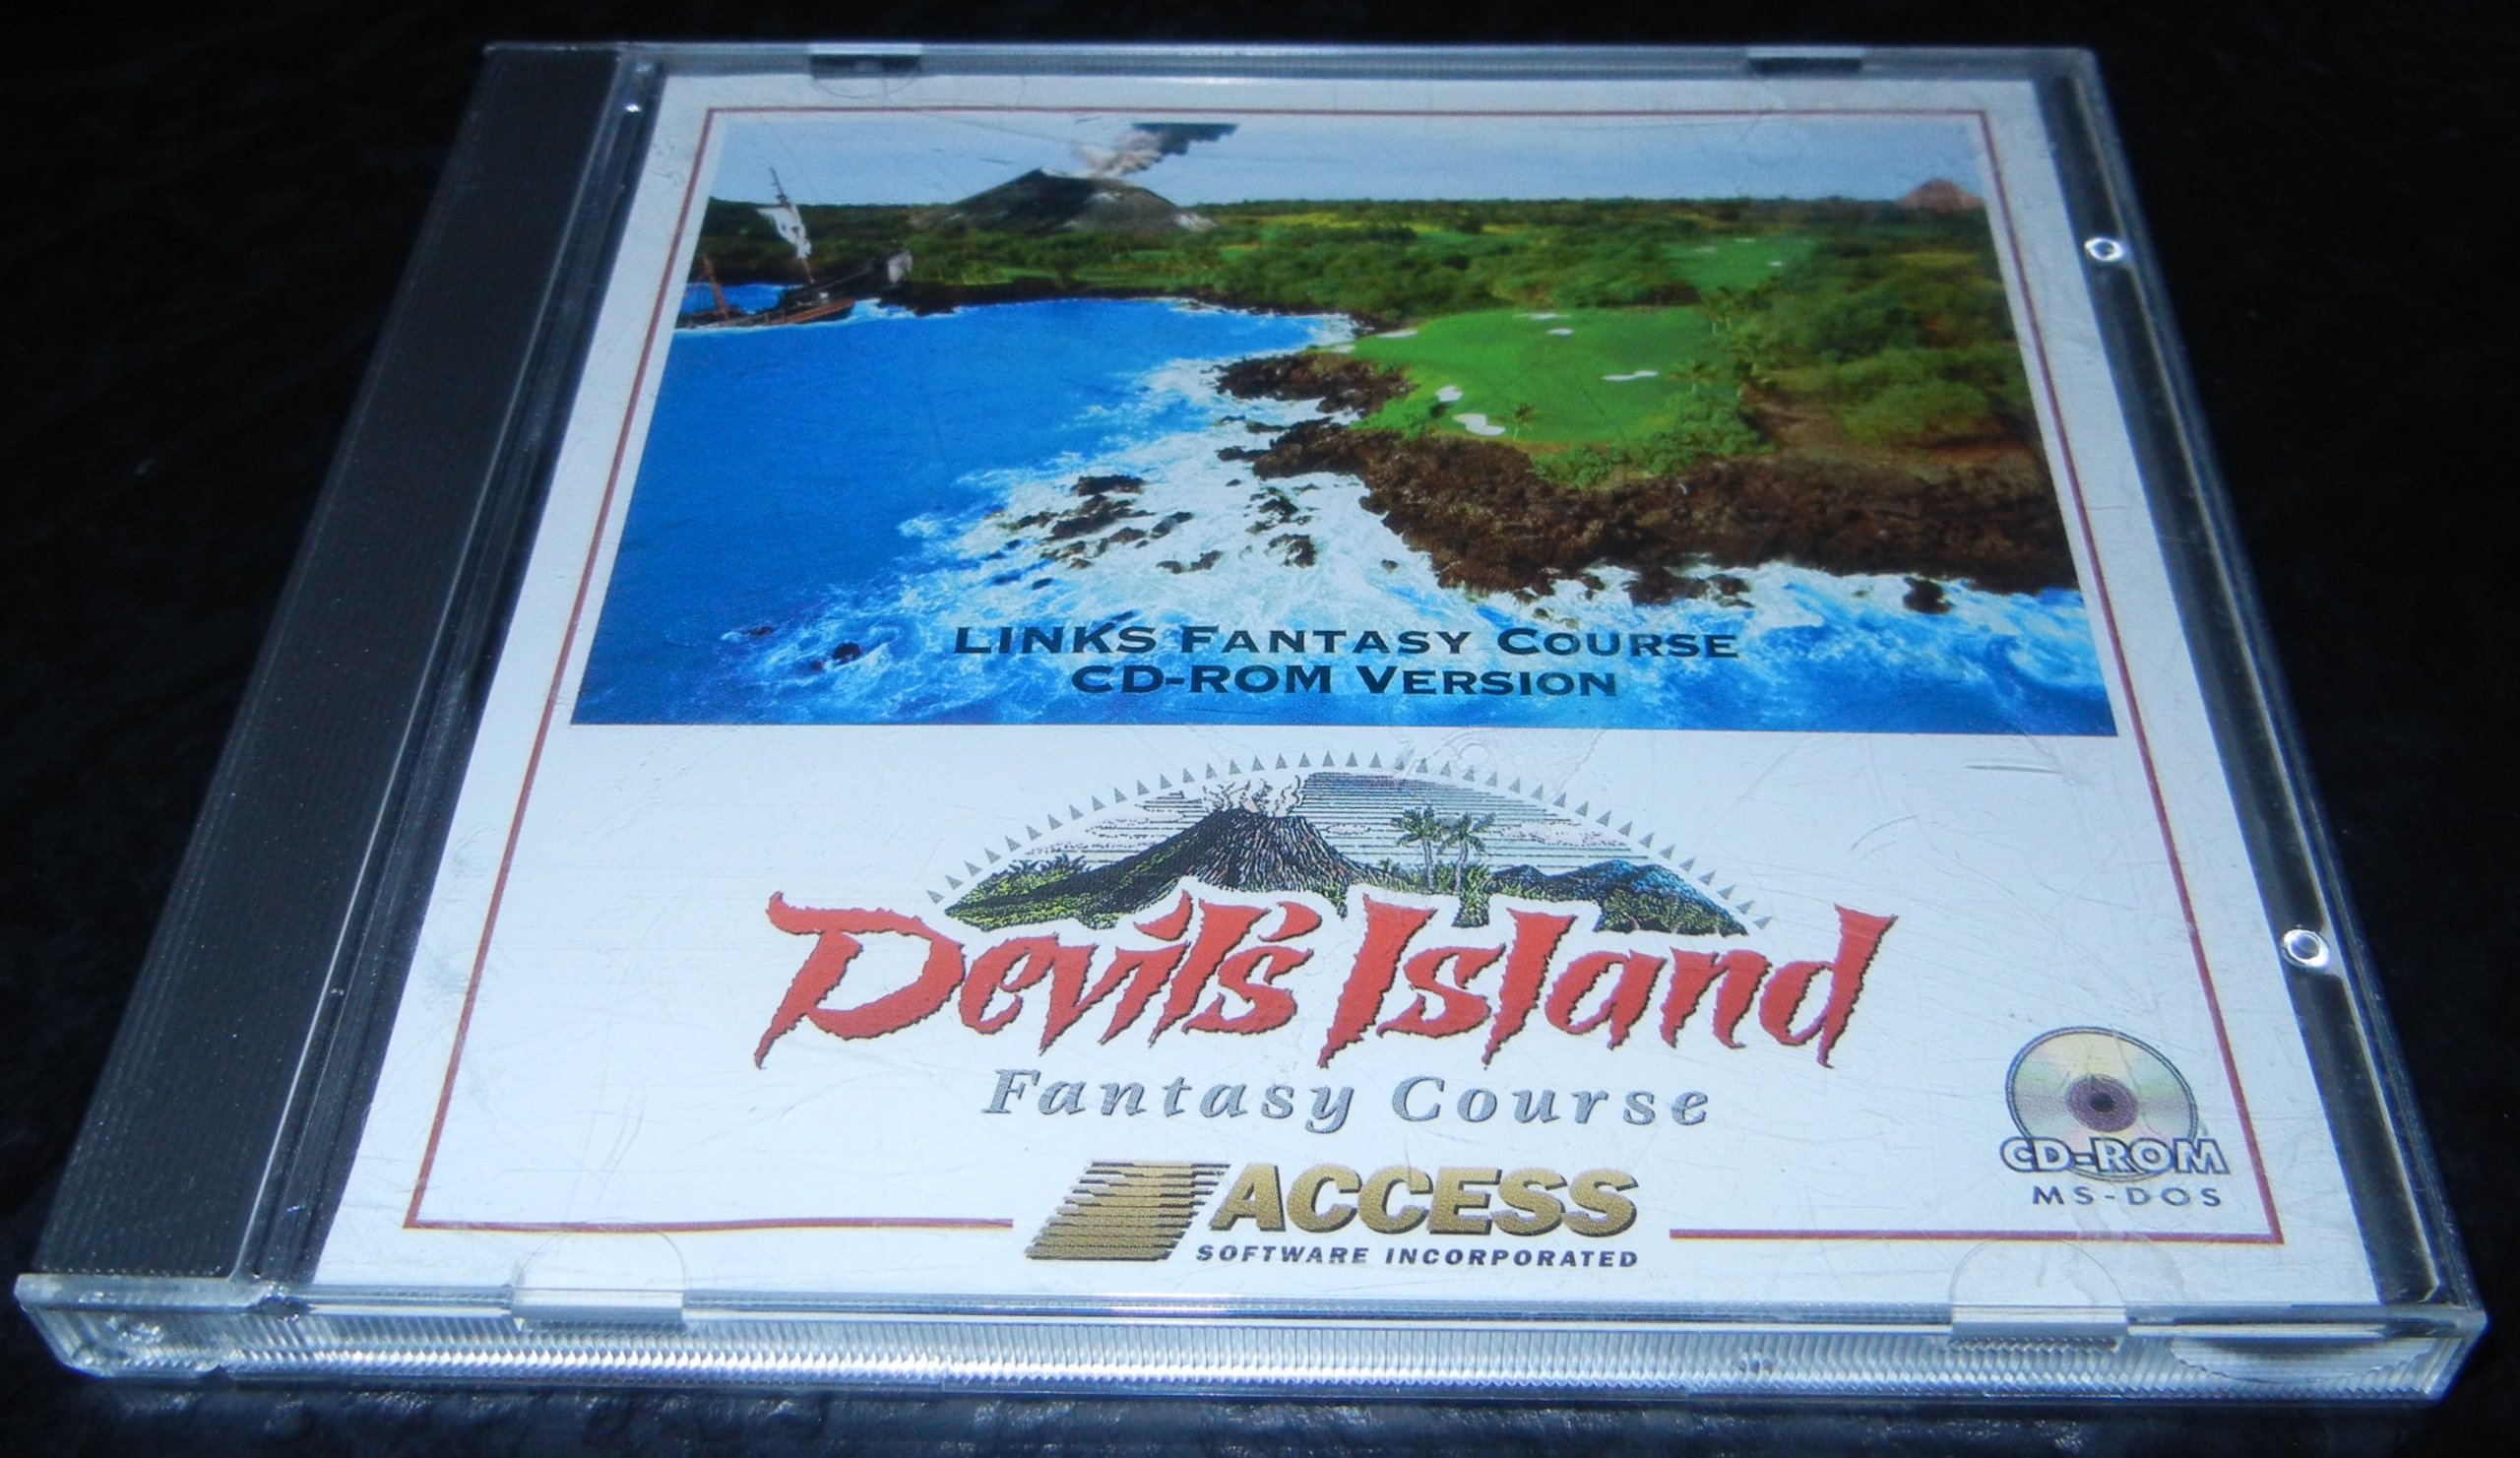 LINKS FANTASY COURSE
CD-ROM VERSION
Devil's Island
Fantasy Course
CD-ROM
MS-DOS
ACCESS
SOFTWARE INCORPORATED